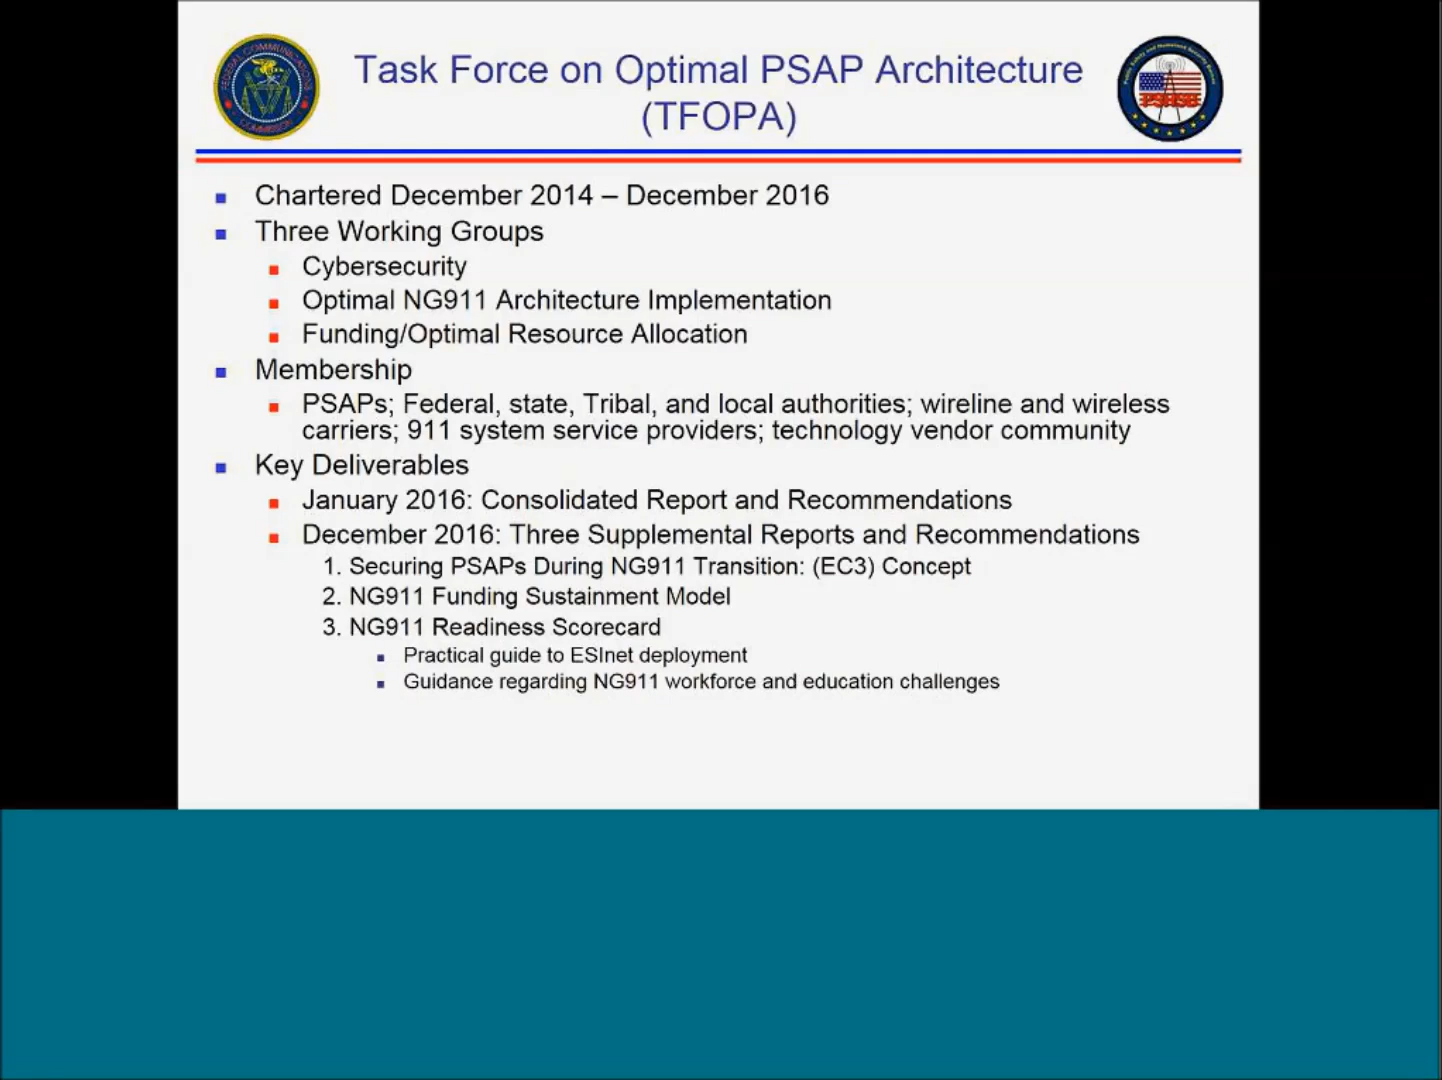 Task Force on Optimal PSAP Architecture
(TFOPA)
FEDERAL COMMUNICATIONS
COMMISSION
PSHSB
Chartered December 2014 – December 2016
Three Working Groups
Cybersecurity
Optimal NG911 Architecture Implementation
Funding/Optimal Resource Allocation
Membership
PSAPs; Federal, state, Tribal, and local authorities; wireline and wireless
carriers; 911 system service providers; technology vendor community
Key Deliverables
January 2016: Consolidated Report and Recommendations
December 2016: Three Supplemental Reports and Recommendations
1. Securing PSAPs During NG911 Transition: (EC3) Concept
2. NG911 Funding Sustainment Model
3. NG911 Readiness Scorecard
Practical guide to ESInet deployment
Guidance regarding NG911 workforce and education challenges